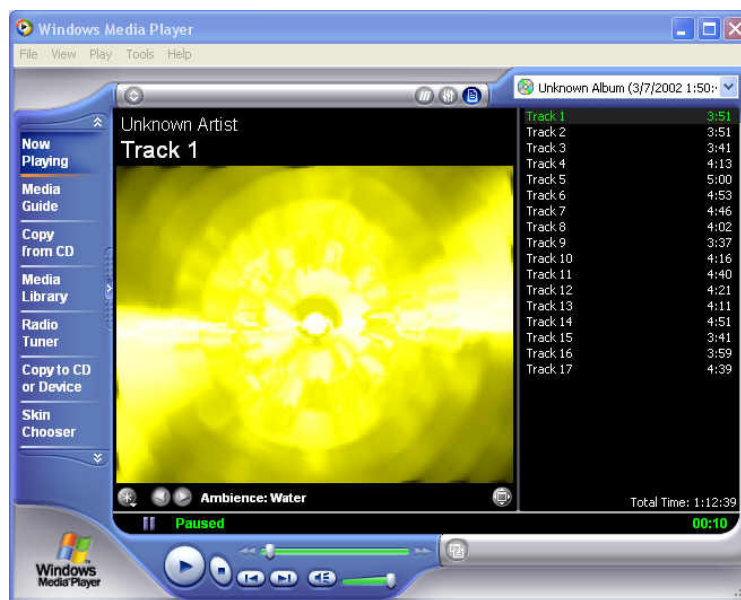 Windows Media Player
File View Play Tools Help
Unknown Album (3/7/2002 1:50:
Now
Playing
Media
Guide
Copy
from CD
Media
Library
Radio
Tuner
Copy to CD
or Device
Skin
Chooser
Unknown Artist
Track 1
Ambience: Water
Track 1 3:51
Track 2 3:51
Track 3 3:41
Track 4 4:13
Track 5 5:00
Track 6 4:53
Track 7 4:46
Track 8 4:02
Track 9 3:37
Track 10 4:16
Track 11 4:40
Track 12 4:21
Track 13 4:11
Track 14 4:51
Track 15 3:41
Track 16 3:59
Track 17 4:39
Total Time: 1:12:39
Paused 00:10
Windows
Media Player